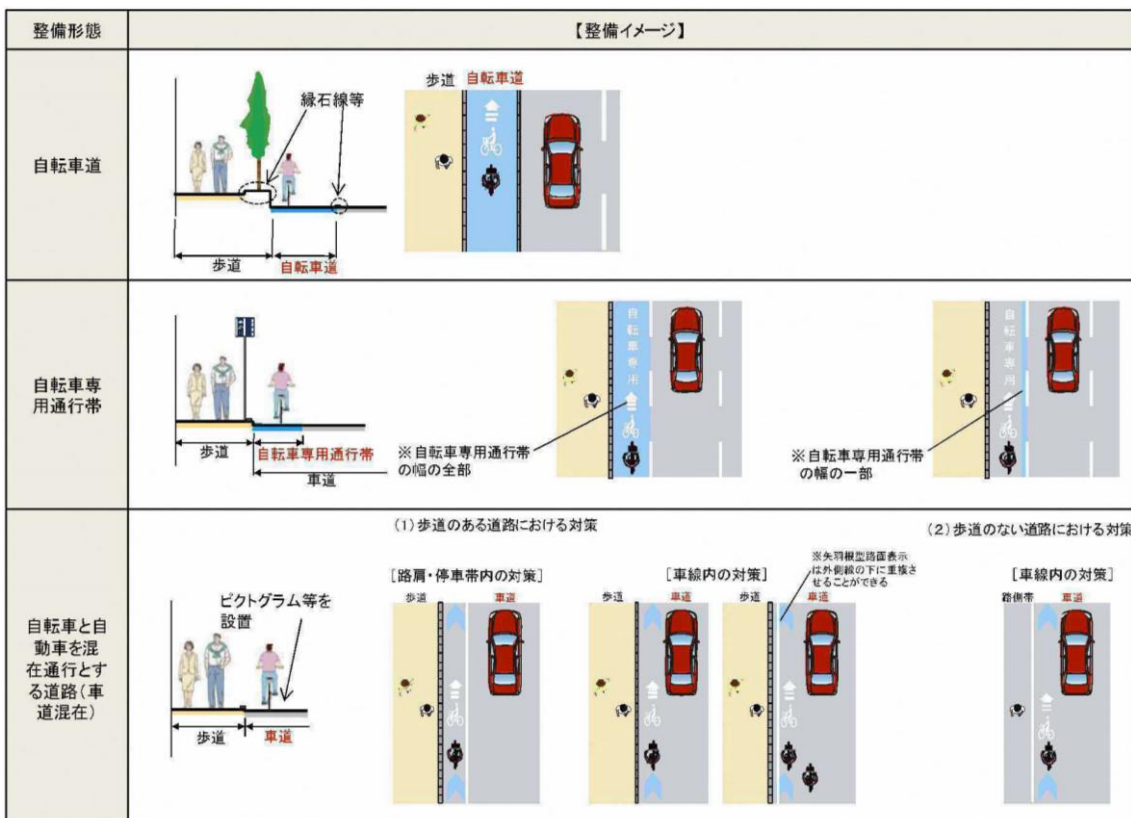 整備形態
【整備イメージ】
自転車道
縁石線等
歩道
自転車道
歩道
自転車道
自転車専
用通行帯
歩道
自転車専用通行帯
車道
※自転車専用通行帯
の幅の全部
自転車専用
※自転車専用通行帯
の幅の一部
自転車専用
自転車と自
動車を混
在通行とす
る道路(車
道混在)
ピクトグラム等を
設置
歩道
車道
(1)歩道のある道路における対策
[路肩・停車帯内の対策]
歩道
車道
[車線内の対策]
歩道
車道
※矢羽根型路面表示
は外側線の下に重複さ
せることができる
歩道
車道
(2)歩道のない道路における対策
[車線内の対策]
路側帯
車道